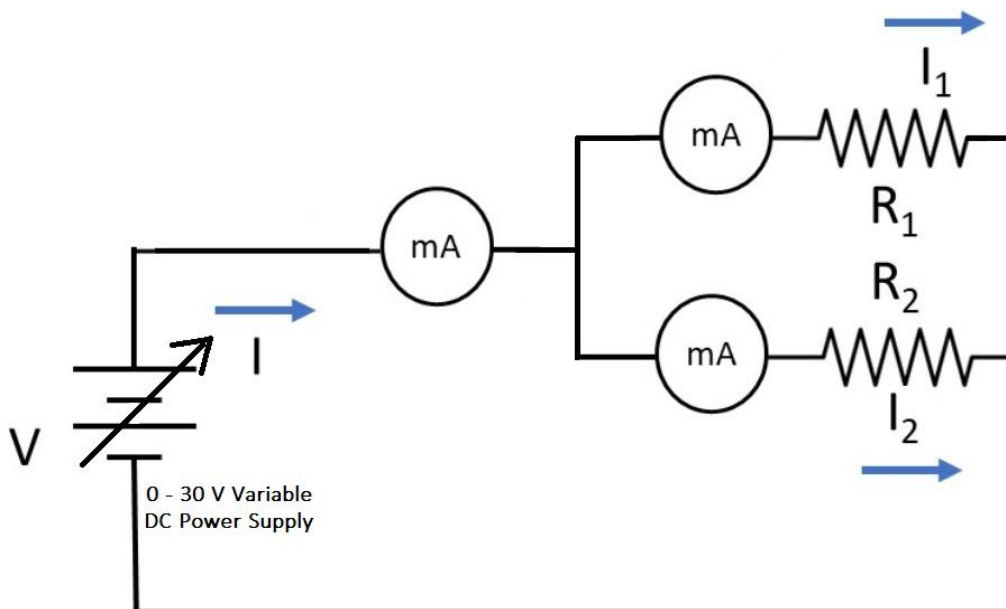 I₁
mA
R₁
mA
R₂
I
mA
I₂
V
0 - 30 V Variable
DC Power Supply